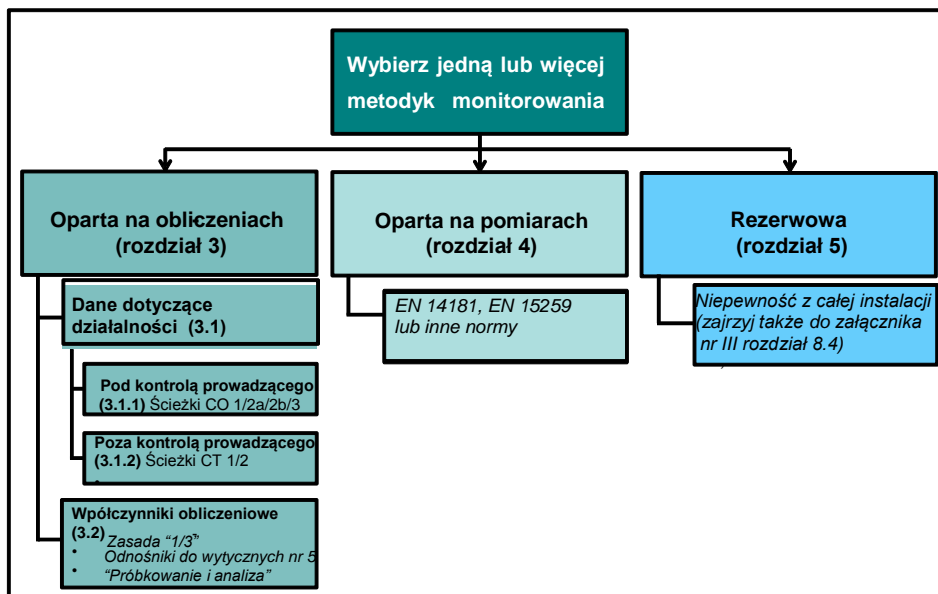 Wybierz jedną lub więcej
metodyk monitorowania
Oparta na obliczeniach
(rozdział 3)
Dane dotyczące
działalności (3.1)
Pod kontrolą prowadzącego
(3.1.1) Ścieżki CO 1/2a/2b/3
Poza kontrolą prowadzącego
(3.1.2) Ścieżki CT 1/2
•
Wpółczynniki obliczeniowe
(3.2) Zasada “1/3”
• Odnośniki do wytycznych nr 5
• “Próbkowanie i analiza”
Oparta na pomiarach
(rozdział 4)
EN 14181, EN 15259
lub inne normy
Rezerwowa
(rozdział 5)
Niepewność z całej instalacji
(zajrzyj także do załącznika
nr III rozdział 8.4)